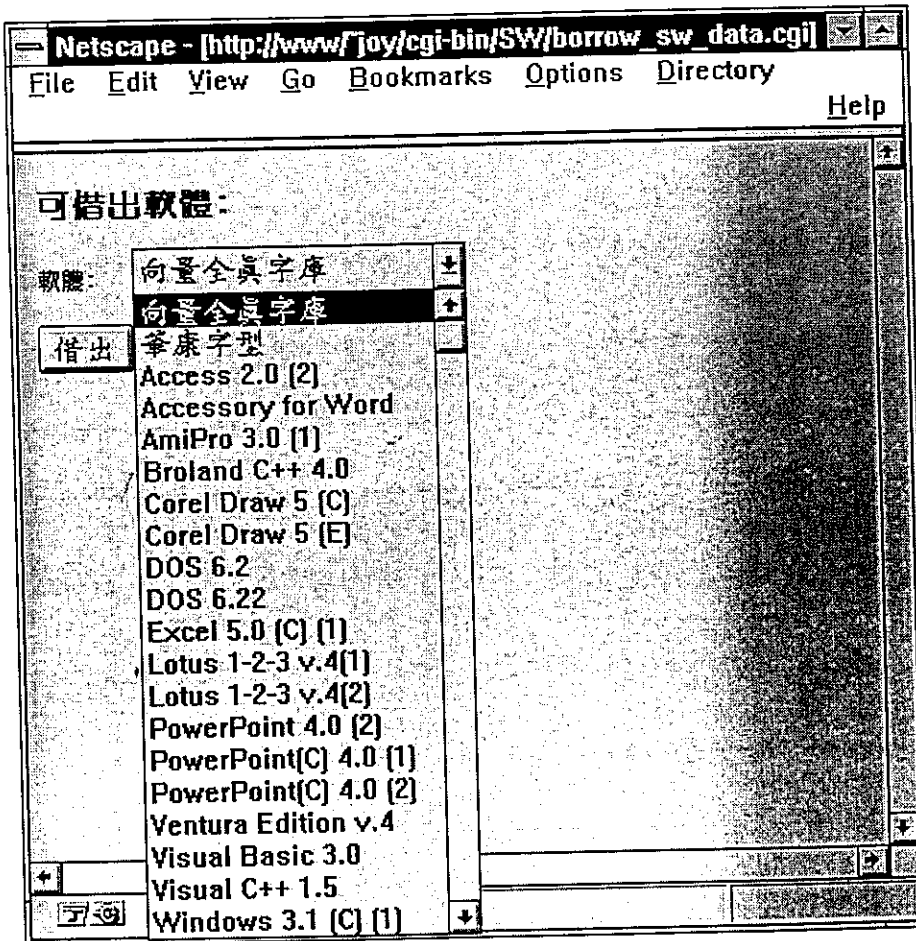 Netscape - [http://www/~joy/cgi-bin/SW/borrow_sw_data.cgi]
File Edit View Go Bookmarks Options Directory
Help
可借出軟體：
軟體： 向量全真字庫
向量全真字庫
借出 華康字型
Access 2.0 (2)
Accessory for Word
AmiPro 3.0 (1)
Broland C++ 4.0
Corel Draw 5 (C)
Corel Draw 5 (E)
DOS 6.2
DOS 6.22
Excel 5.0 (C) (1)
Lotus 1-2-3 v.4(1)
Lotus 1-2-3 v.4(2)
PowerPoint 4.0 (2)
PowerPoint(C) 4.0 (1)
PowerPoint(C) 4.0 (2)
Ventura Edition v.4
Visual Basic 3.0
Visual C++ 1.5
Windows 3.1 (C) (1)